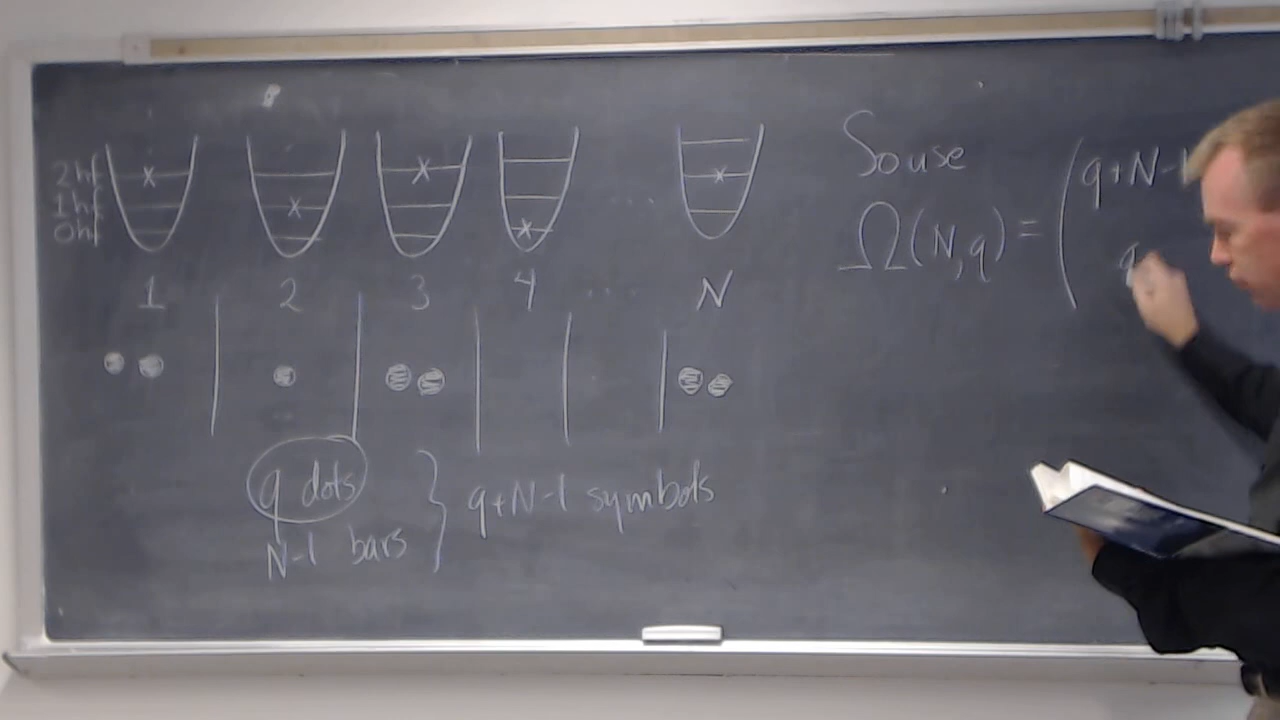 2hf
1hf
0hf
1 2 3 4 ... N
q dots
N-1 bars
q+N-1 symbols
So use
Ω(N,q) = (q+N-1
q